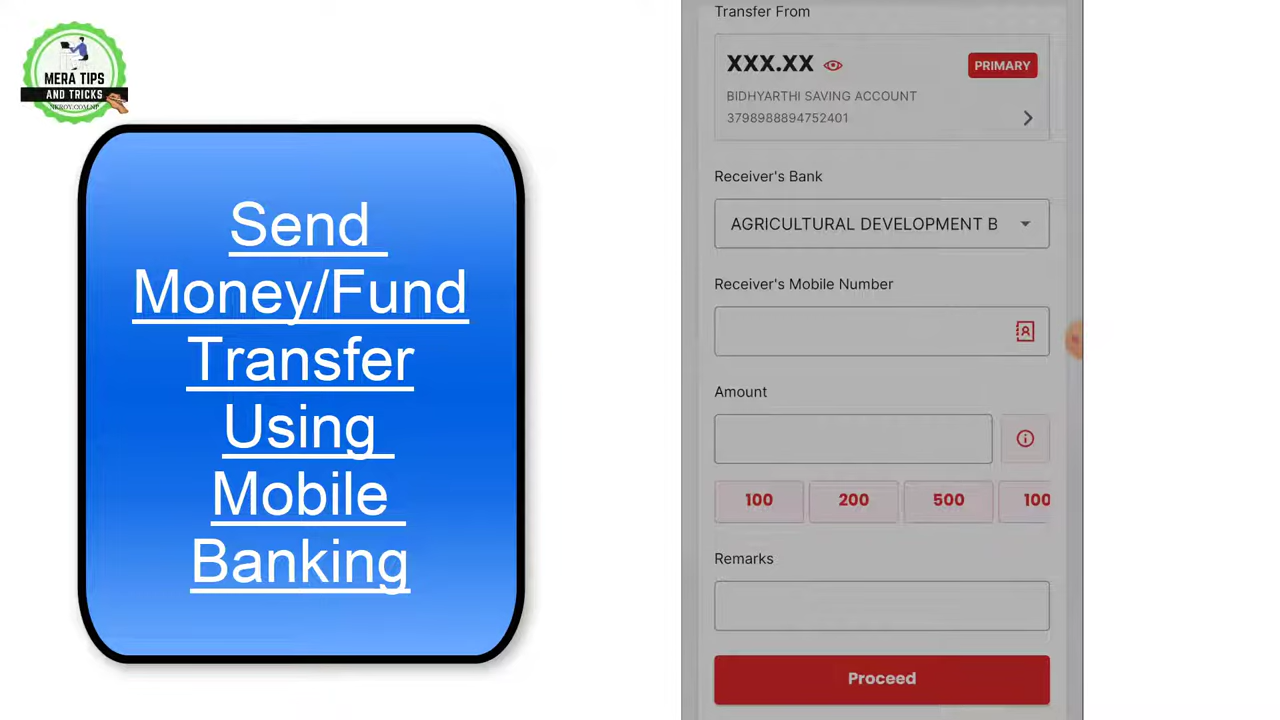 MERA TIPS
AND TRICKS
Send
Money/Fund
Transfer
Using
Mobile
Banking
Transfer From
XXX.XX
PRIMARY
BIDHYARTHI SAVING ACCOUNT
3798988894752401
Receiver's Bank
AGRICULTURAL DEVELOPMENT B
Receiver's Mobile Number
Amount
100
200
500
100
Remarks
Proceed